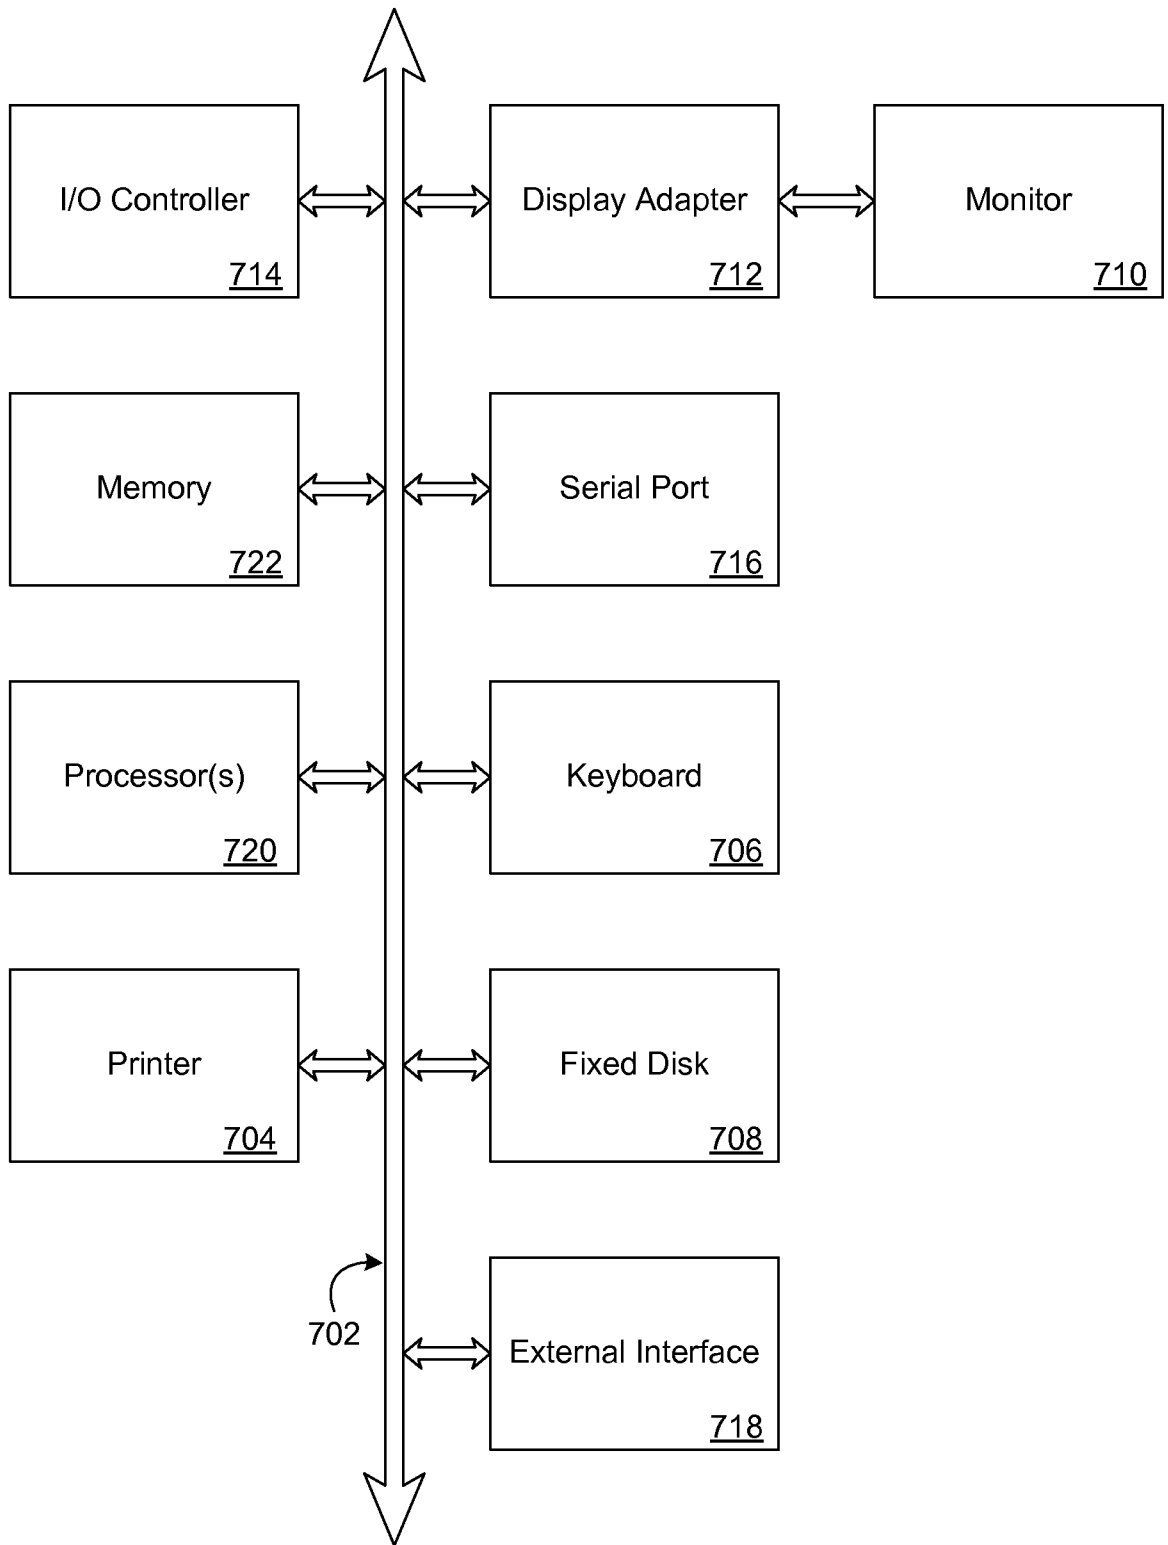 I/O Controller
714
Display Adapter
712
Monitor
710
Memory
722
Serial Port
716
Processor(s)
720
Keyboard
706
Printer
704
Fixed Disk
708
702
External Interface
718